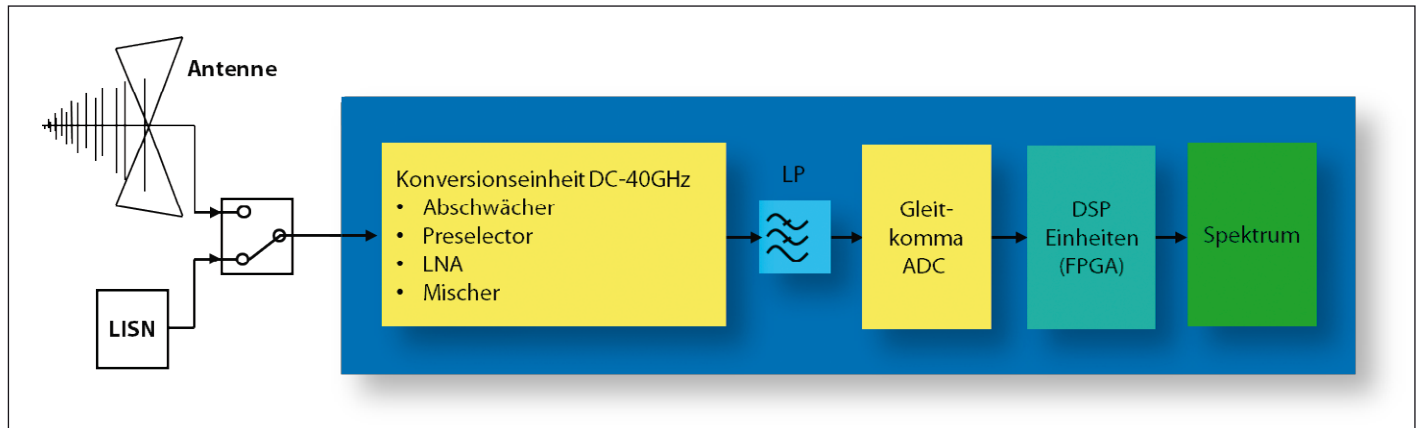 Antenne
LISN
Konversionseinheit DC-40GHz
• Abschwächer
• Preselector
• LNA
• Mischer
LP
Gleit-
komma
ADC
DSP
Einheiten
(FPGA)
Spektrum